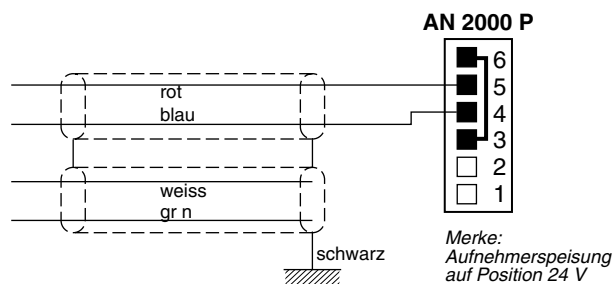 AN 2000 P
6
rot
5
blau
4
3
weiss
2
gr n
1
schwarz
Merke:
Aufnehmerspeisung
auf Position 24 V